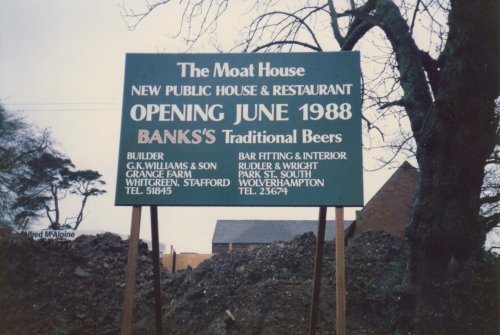 The Moat House
NEW PUBLIC HOUSE & RESTAURANT
OPENING JUNE 1988
BANKS'S Traditional Beers
BUILDER
G.K.WILLIAMS & SON
GRANGE FARM
WHITGREEN, STAFFORD
TEL. 51845
BAR FITTING & INTERIOR
RUDLER & WRIGHT
PARK ST. SOUTH
WOLVERHAMPTON
TEL. 23674
lfred McAlpine